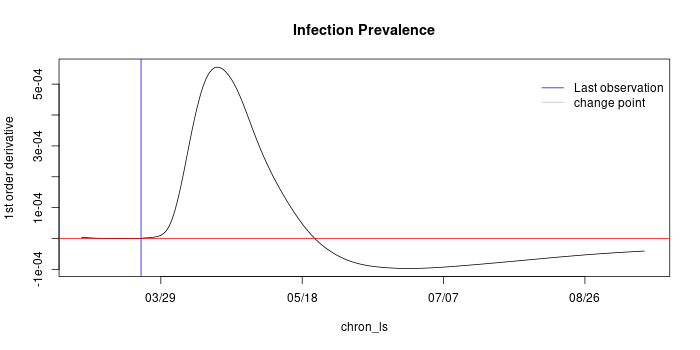 Infection Prevalence
1st order derivative
5e-04
3e-04
1e-04
-1e-04
Last observation
change point
03/29
05/18
07/07
08/26
chron_ls